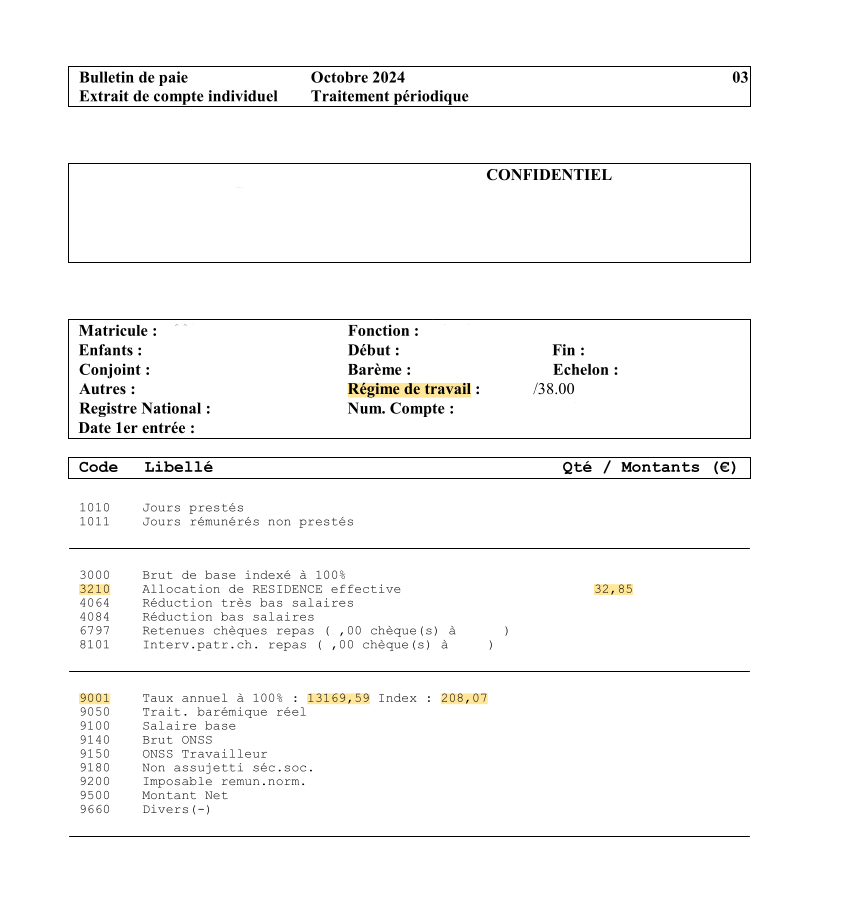 Bulletin de paie Octobre 2024 03
Extrait de compte individuel Traitement périodique
CONFIDENTIEL
Matricule : Fonction :
Enfants : Début : Fin :
Conjoint : Barème : Echelon :
Autres : Régime de travail : /38.00
Registre National : Num. Compte :
Date 1er entrée :
Code Libellé Qté / Montants (€)
1010 Jours prestés
1011 Jours rémunérés non prestés
3000 Brut de base indexé à 100%
3210 Allocation de RESIDENCE effective 32,85
4064 Réduction très bas salaires
4084 Réduction bas salaires
6797 Retenues chèques repas ( ,00 chèque(s) à )
8101 Interv.patr.ch. repas ( ,00 chèque(s) à )
9001 Taux annuel à 100% : 13169,59 Index : 208,07
9050 Trait. barémique réel
9100 Salaire base
9140 Brut ONSS
9150 ONSS Travailleur
9180 Non assujetti séc.soc.
9200 Imposable remun.norm.
9500 Montant Net
9660 Divers(-)